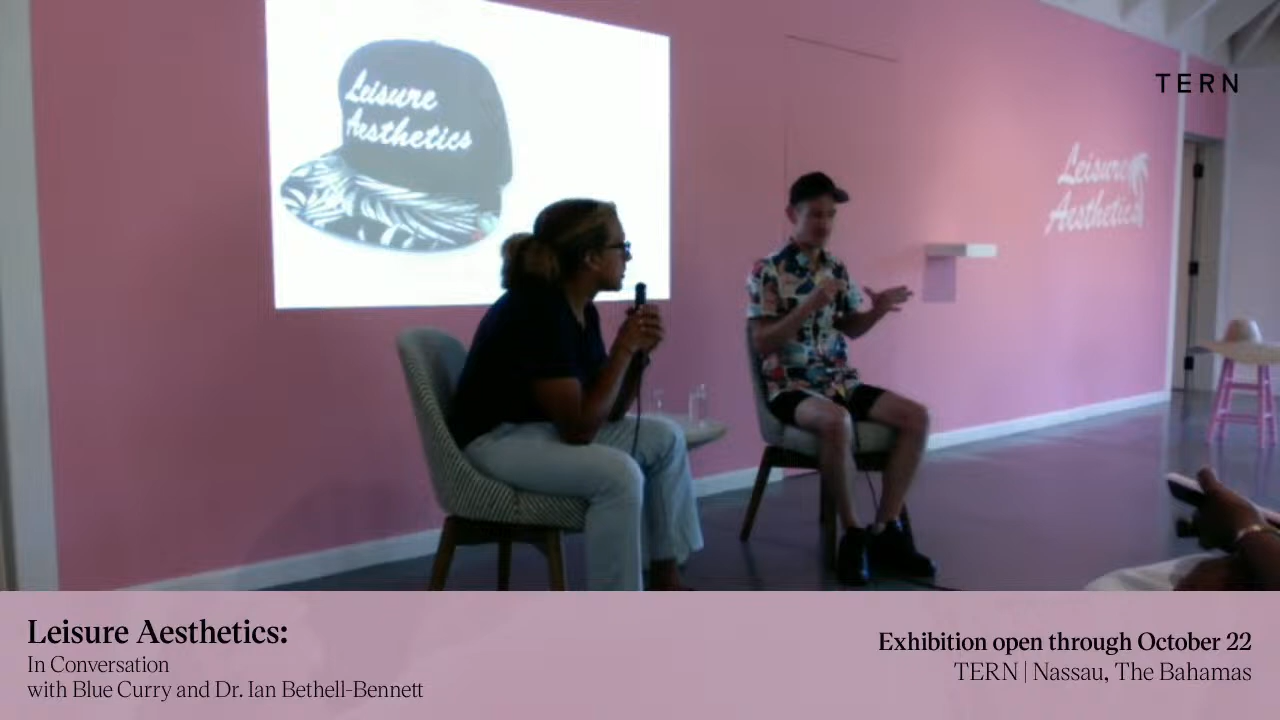 Leisure
Aesthetics
TERN
Leisure
Aesthetics
Leisure Aesthetics:
In Conversation
with Blue Curry and Dr. Ian Bethell-Bennett
Exhibition open through October 22
TERN | Nassau, The Bahamas